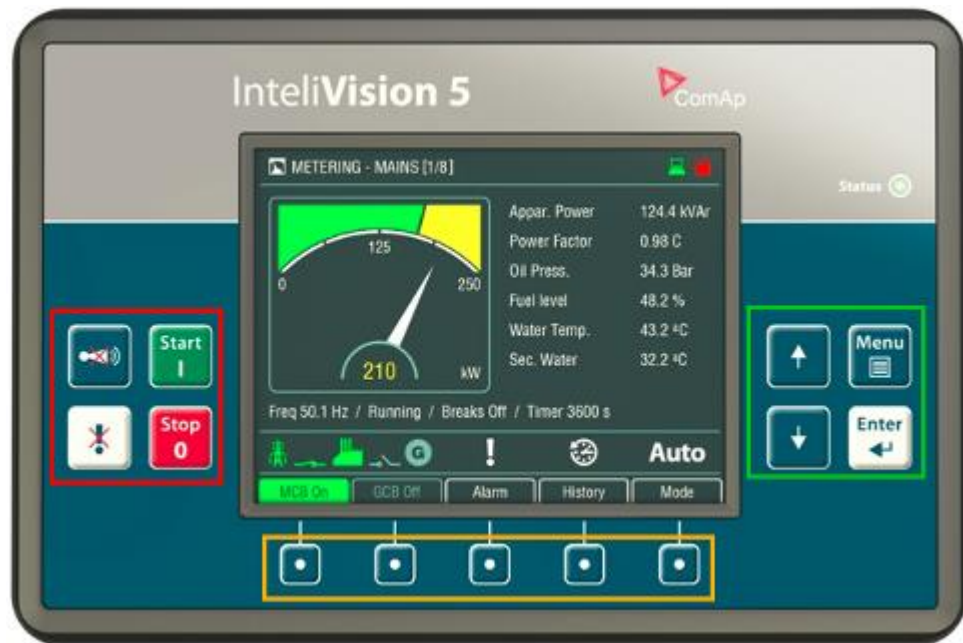 InteliVision 5
ComAp
METERING - MAINS [1/8]
Status
0
125
250
210
kW
Appar. Power 124.4 kVAr
Power Factor 0.98 C
Oil Press. 34.3 Bar
Fuel level 48.2 %
Water Temp. 43.2 ºC
Sec. Water 32.2 ºC
Freq 50.1 Hz / Running / Breaks Off / Timer 3600 s
G
!
Auto
MCB On
GCB Off
Alarm
History
Mode
Start
I
Stop
0
Menu
Enter